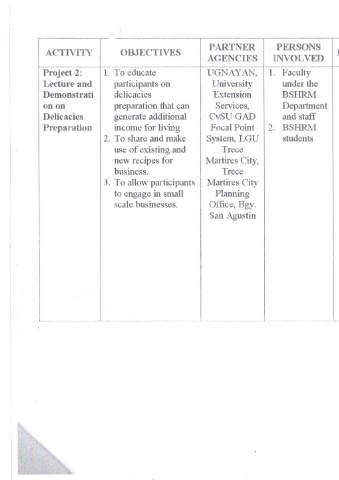 ACTIVITY
OBJECTIVES
PARTNER
AGENCIES
PERSONS
INVOLVED
Project 2:
Lecture and
Demonstrati
on on
Delicacies
Preparation
1. To educate
participants on
delicacies
preparation that can
generate additional
income for living
2. To share and make
use of existing and
new recipes for
business.
3. To allow participants
to engage in small
scale businesses.
UGNAYAN,
University
Extension
Services,
CvSU GAD
Focal Point
System, LGU
Trece
Martires City,
Trece
Martires City
Planning
Office, Bgy.
San Agustin
1. Faculty
under the
BSHRM
Department
and staff
2. BSHRM
students